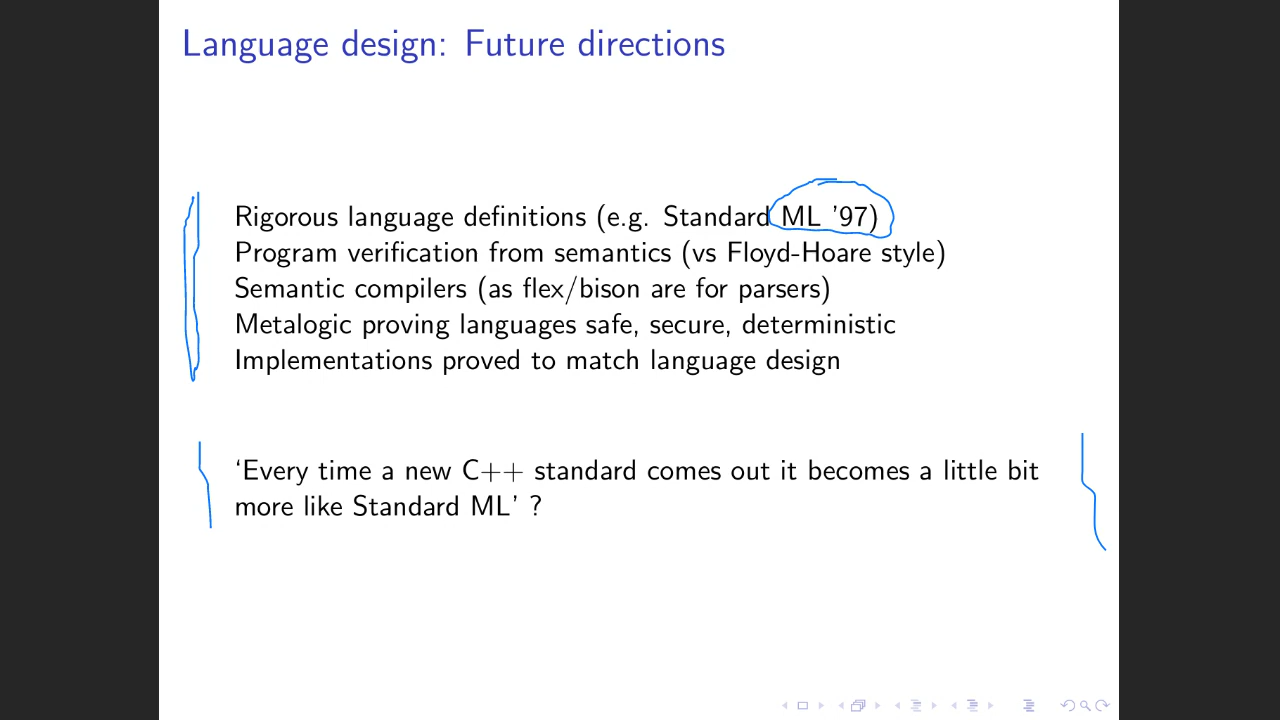 Language design: Future directions
Rigorous language definitions (e.g. Standard ML ’97)
Program verification from semantics (vs Floyd-Hoare style)
Semantic compilers (as flex/bison are for parsers)
Metalogic proving languages safe, secure, deterministic
Implementations proved to match language design
‘Every time a new C++ standard comes out it becomes a little bit
more like Standard ML’ ?